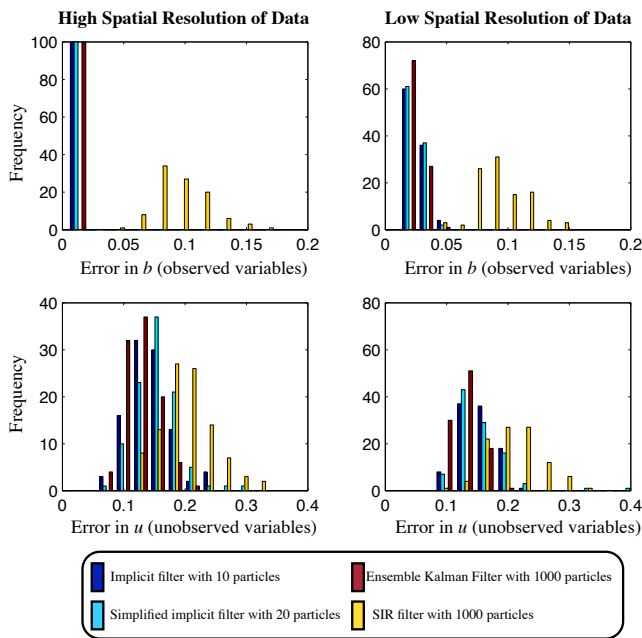 High Spatial Resolution of Data
Low Spatial Resolution of Data
100
80
60
40
20
0
Frequency
0 0.05 0.1 0.15 0.2
Error in b (observed variables)
80
60
40
20
0
0 0.05 0.1 0.15 0.2
Error in b (observed variables)
40
30
20
10
0
Frequency
0 0.1 0.2 0.3 0.4
Error in u (unobserved variables)
80
60
40
20
0
0 0.1 0.2 0.3 0.4
Error in u (unobserved variables)
Implicit filter with 10 particles
Ensemble Kalman Filter with 1000 particles
Simplified implicit filter with 20 particles
SIR filter with 1000 particles